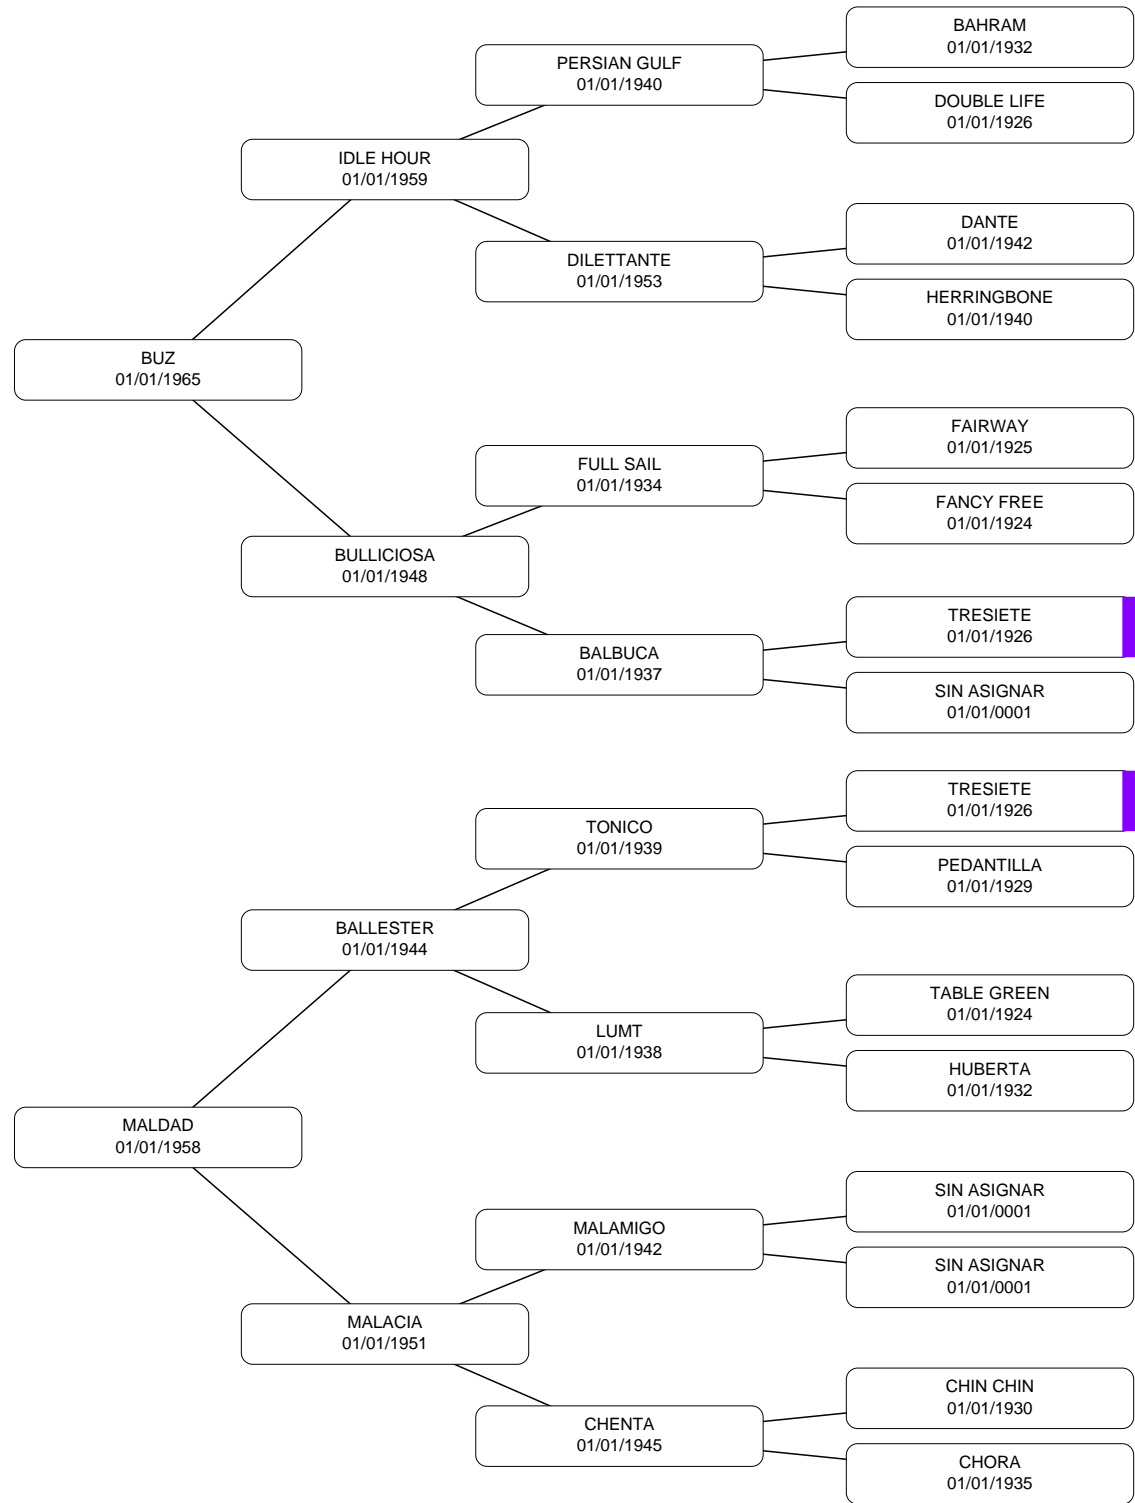 BAHRAM
01/01/1932
PERSIAN GULF
01/01/1940
DOUBLE LIFE
01/01/1926
IDLE HOUR
01/01/1959
DANTE
01/01/1942
DILETTANTE
01/01/1953
HERRINGBONE
01/01/1940
BUZ
01/01/1965
FAIRWAY
01/01/1925
FULL SAIL
01/01/1934
FANCY FREE
01/01/1924
BULLICIOSA
01/01/1948
TRESIETE
01/01/1926
BALBUCA
01/01/1937
SIN ASIGNAR
01/01/0001
TRESIETE
01/01/1926
TONICO
01/01/1939
PEDANTILLA
01/01/1929
BALLESTER
01/01/1944
TABLE GREEN
01/01/1924
LUMT
01/01/1938
HUBERTA
01/01/1932
MALDAD
01/01/1958
SIN ASIGNAR
01/01/0001
MALAMIGO
01/01/1942
SIN ASIGNAR
01/01/0001
MALACIA
01/01/1951
CHIN CHIN
01/01/1930
CHENTA
01/01/1945
CHORA
01/01/1935